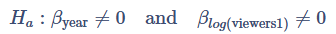 Hₐ : β_year ≠ 0 and β_log(viewers1) ≠ 0